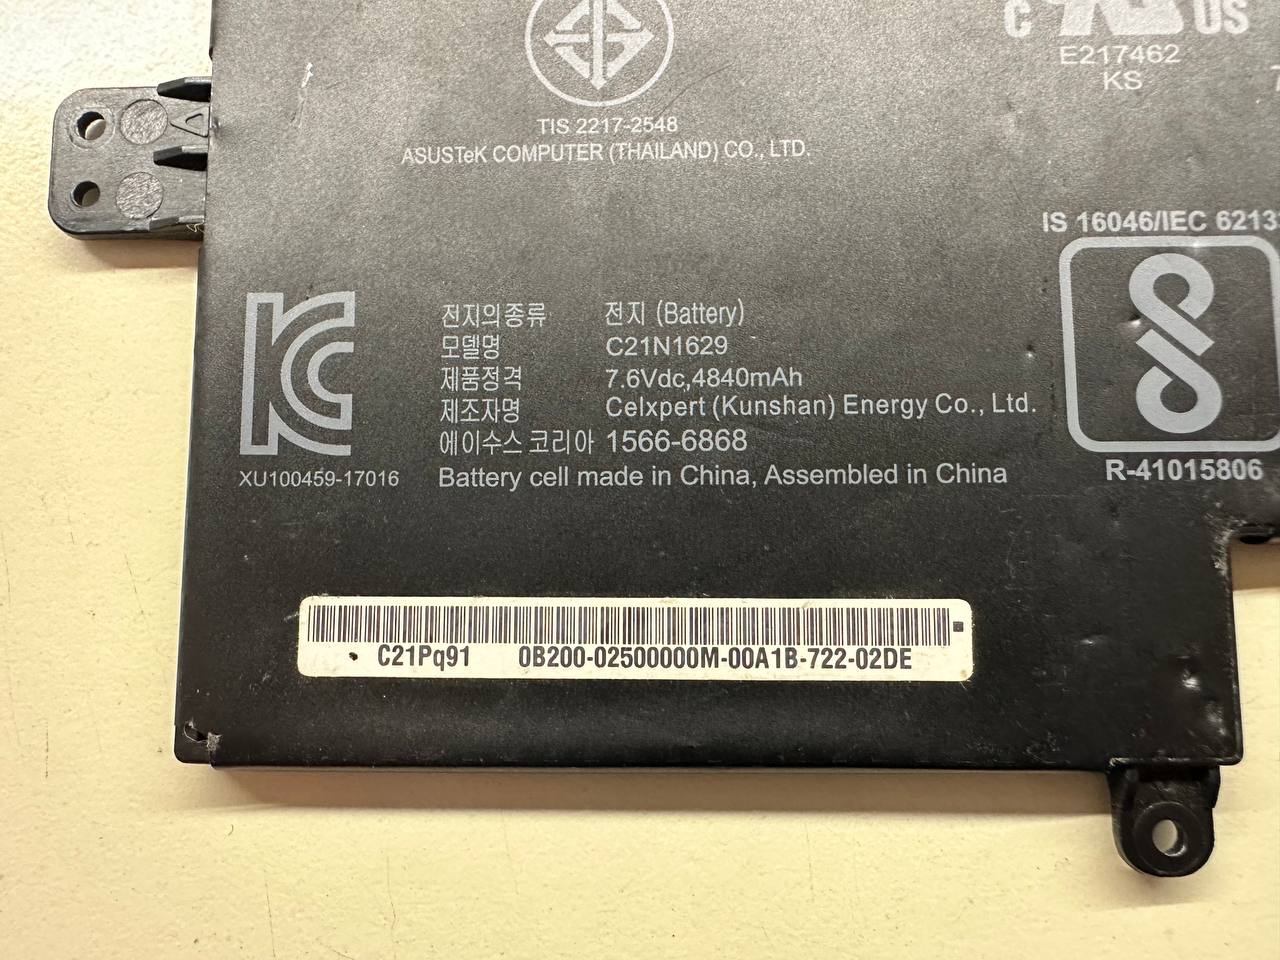 C US
E217462
KS
TIS 2217-2548
ASUSTeK COMPUTER (THAILAND) CO., LTD.
IS 16046/IEC 6213
전지의종류 전지 (Battery)
모델명 C21N1629
제품정격 7.6Vdc,4840mAh
제조자명 Celxpert (Kunshan) Energy Co., Ltd.
에이수스 코리아 1566-6868
XU100459-17016
Battery cell made in China, Assembled in China
R-41015806
C21Pq91 0B200-02500000M-00A1B-722-02DE